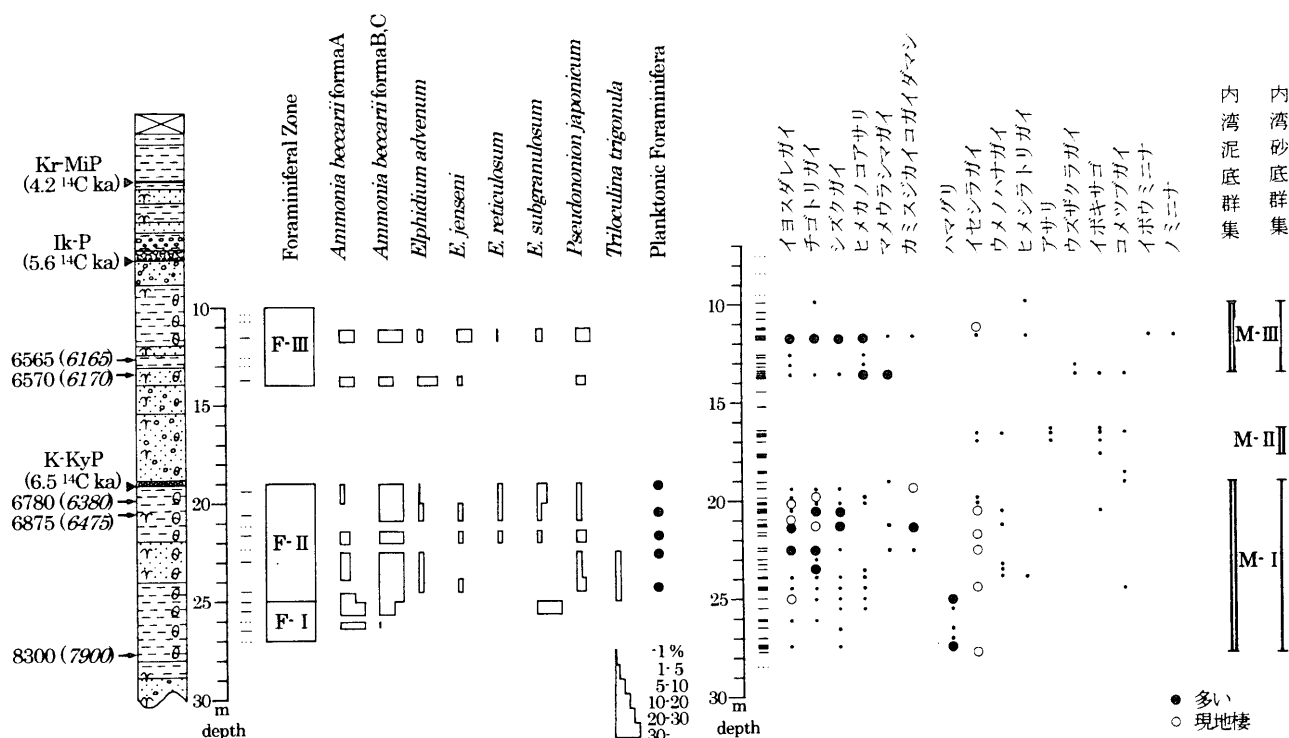 Kr-MiP
(4.2 ¹⁴C ka)
Ik-P
(5.6 ¹⁴C ka)
6565 (6165)
6570 (6170)
K-KyP
(6.5 ¹⁴C ka)
6780 (6380)
6875 (6475)
8300 (7900)
10
15
20
25
30
m
depth
Foraminiferal Zone
F-III
F-II
F-I
Ammonia beccarii formaA
Ammonia beccarii formaB,C
Elphidium advenum
E. jenseni
E. reticulosum
E. subgranulosum
Pseudononion japonicum
Triloculina trigonula
Planktonic Foraminifera
-1 %
1-5
5-10
10-20
20-30
30-
10
15
20
25
30
m
depth
イヨスダレガイ
チゴトリガイ
シズクガイ
ヒメカノコアサリ
マメウラシマガイ
カミスジカイコガイダマシ
ハマグリ
イセシラガイ
ウメノハナガイ
ヒメシラトリガイ
アサリ
ウズザクラガイ
イボキサゴ
コメツブガイ
イボウミニナ
ノミニナ
内湾泥底群集
内湾砂底群集
M-III
M-II
M-I
● 多い
○ 現地棲